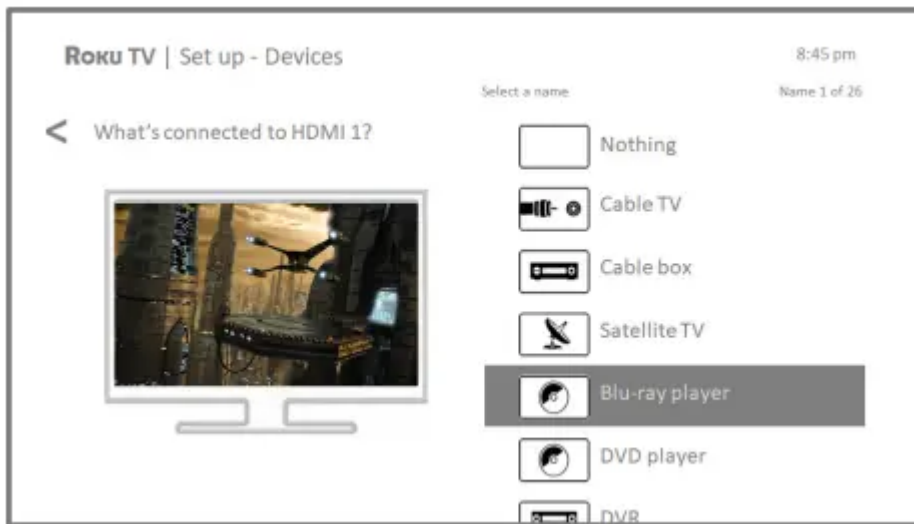 ROKU TV | Set up - Devices
8:45 pm
Select a name
Name 1 of 26
< What's connected to HDMI 1?
Nothing
Cable TV
Cable box
Satellite TV
Blu-ray player
DVD player
DVR